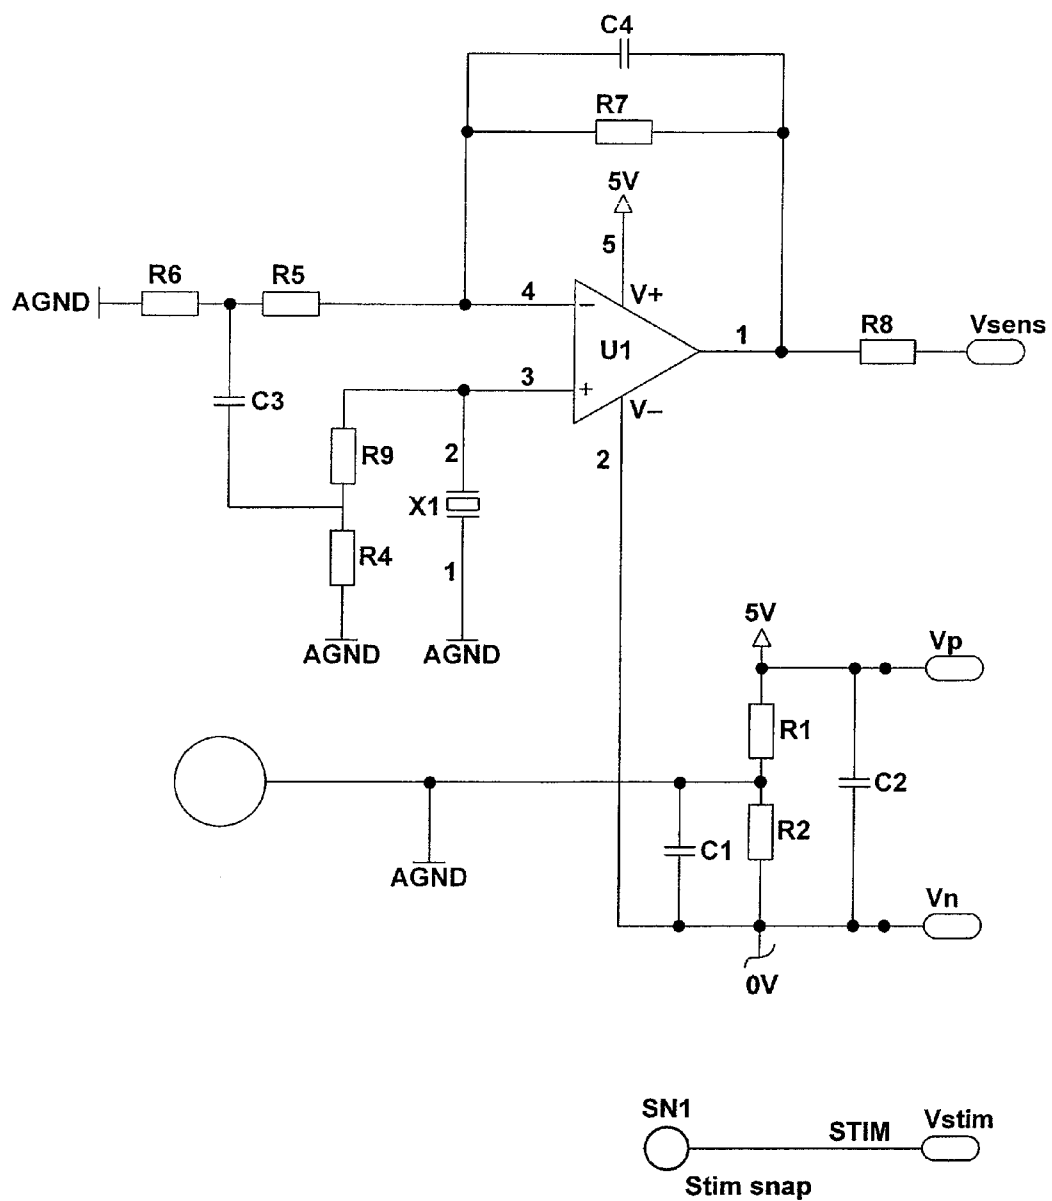 C4
R7
5V
5
R6
R5
AGND
4
−
V+
U1
1
R8
Vsens
3
+
V−
C3
R9
2
2
X1
R4
1
AGND
AGND
5V
Vp
R1
C2
R2
C1
AGND
Vn
0V
SN1
STIM
Vstim
Stim snap